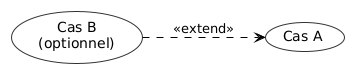 Cas B
(optionnel)
«extend»
Cas A